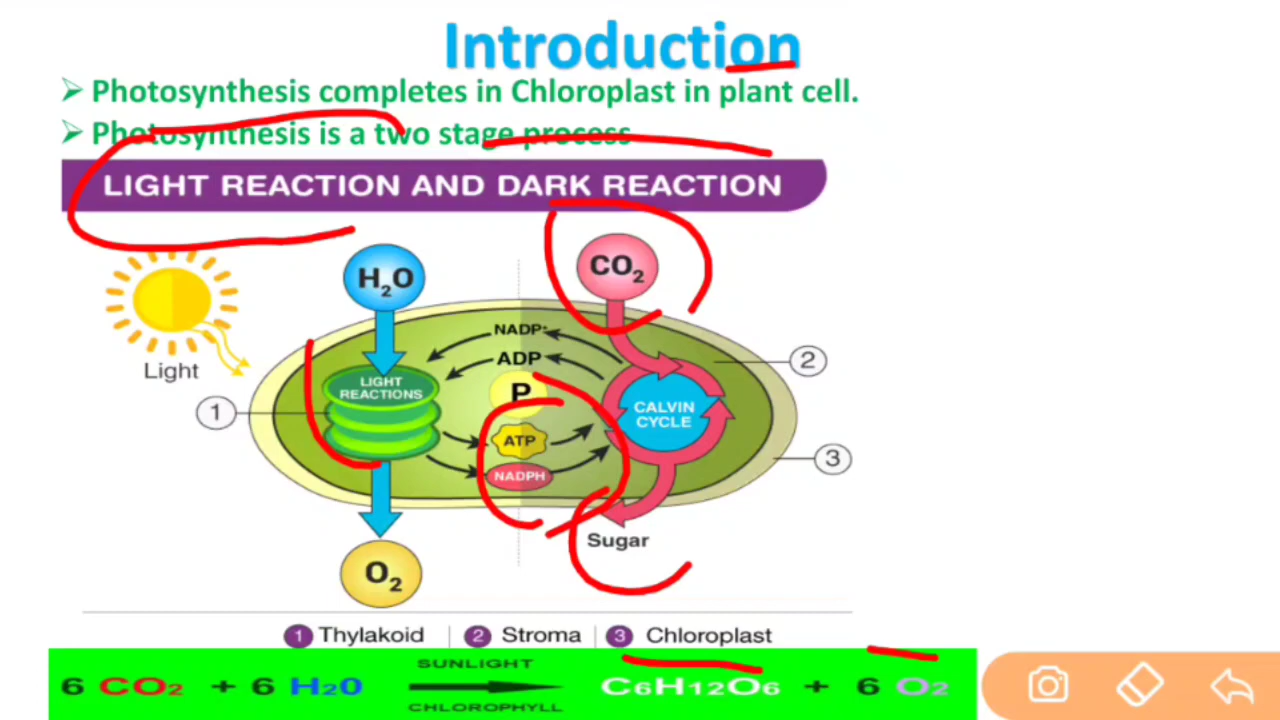 Introduction
➢ Photosynthesis completes in Chloroplast in plant cell.
➢ Photosynthesis is a two stage process
LIGHT REACTION AND DARK REACTION
H₂O
CO₂
Light
NADP⁺
ADP
P
LIGHT
REACTIONS
CALVIN
CYCLE
ATP
NADPH
1
2
3
Sugar
O₂
1 Thylakoid | 2 Stroma | 3 Chloroplast
SUNLIGHT
6 CO₂ + 6 H₂0 C₆H₁₂O₆ + 6 O₂
CHLOROPHYLL